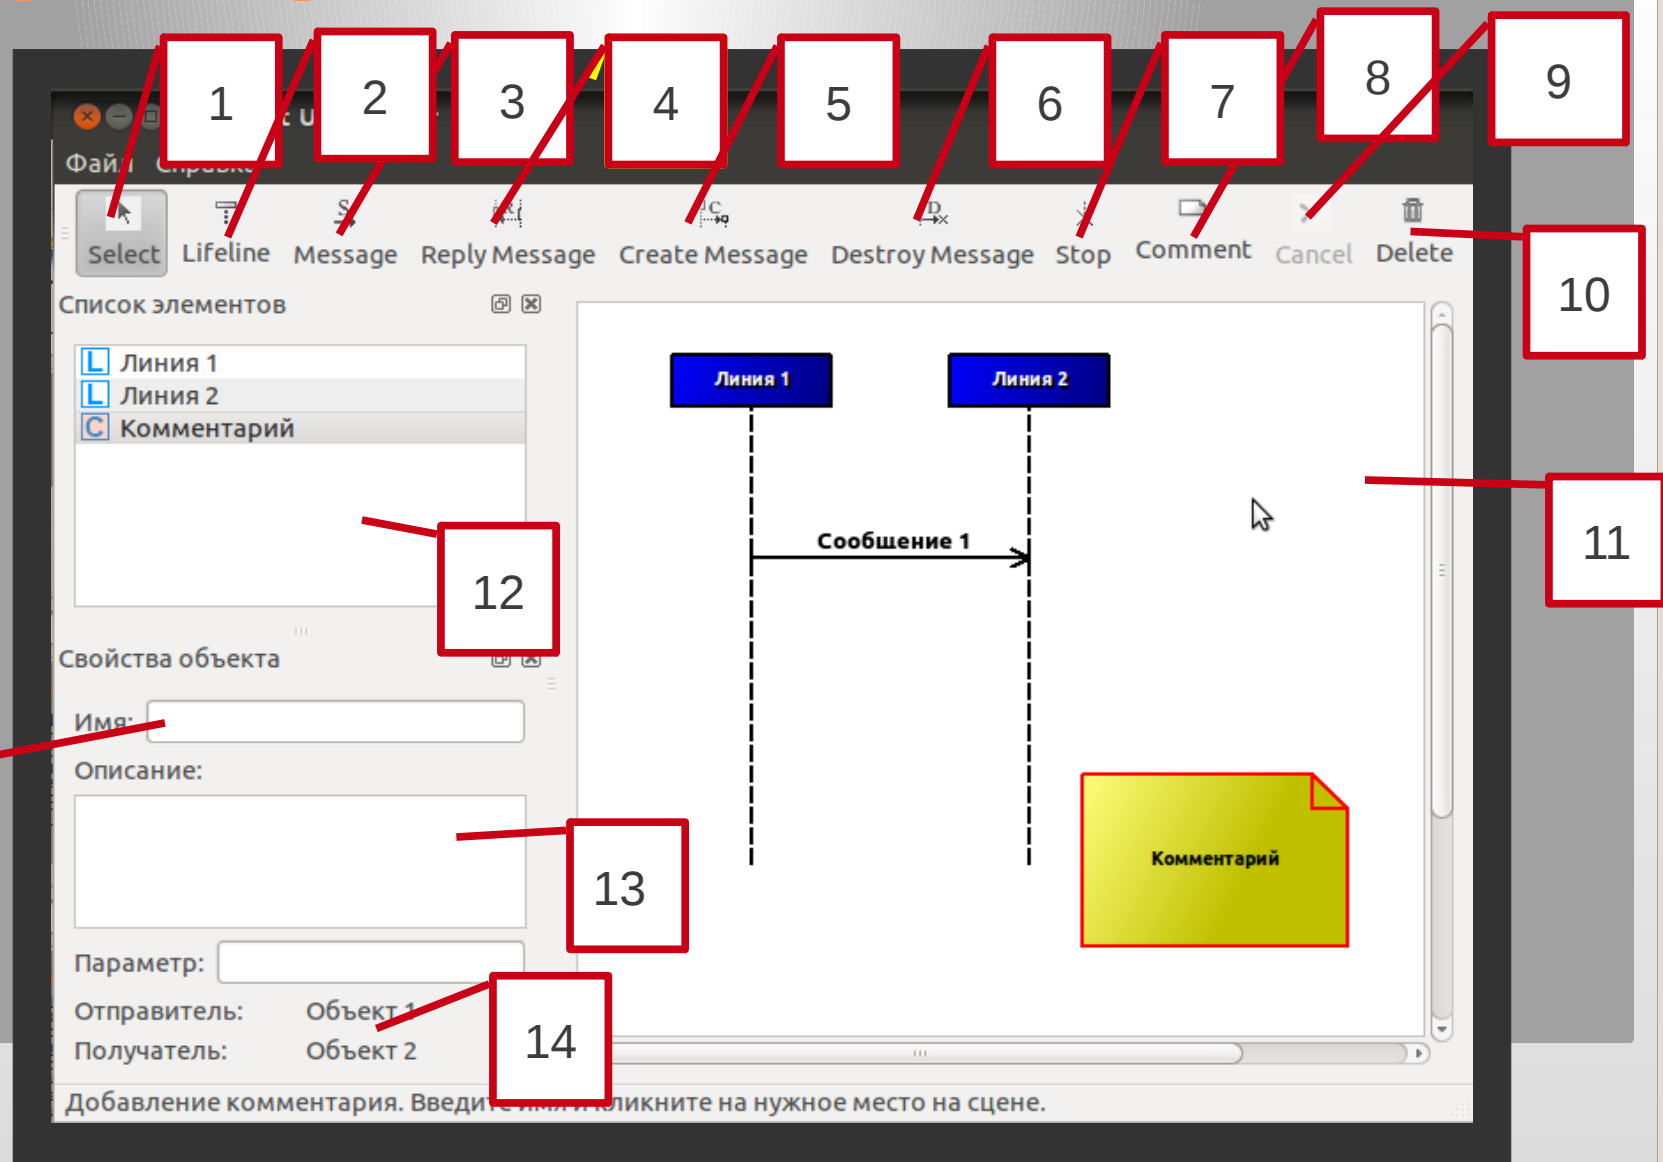 1
2
3
4
5
6
7
8
9
Файл
Select
Lifeline
Message
Reply Message
Create Message
Destroy Message
Stop
Comment
Cancel
Delete
10
Список элементов
L Линия 1
L Линия 2
C Комментарий
Линия 1
Линия 2
Сообщение 1
11
12
Свойства объекта
Имя:
Описание:
Комментарий
13
Параметр:
Отправитель: Объект 1
Получатель: Объект 2
14
Добавление комментария. Введите имя и кликните на нужное место на сцене.